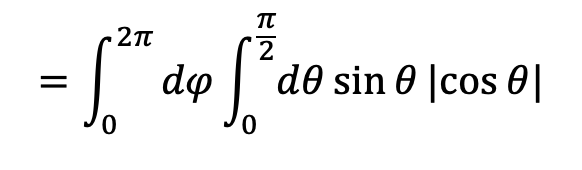 = ∫₀^{2π} dφ ∫₀^{π/2} dθ sin θ |cos θ|